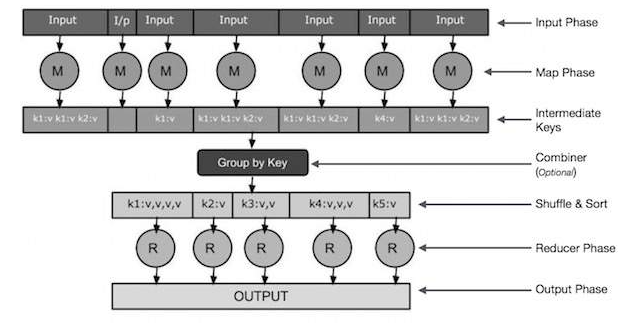 Input I/p Input Input Input Input Input Input Phase
M M M M M M M Map Phase
k1:v k1:v k2:v k1:v k1:v k1:v k2:v k1:v k1:v k2:v k4:v k1:v k1:v k2:v Intermediate
Keys
Group by Key Combiner
(Optional)
k1:v,v,v,v k2:v k3:v,v k4:v,v,v k5:v Shuffle & Sort
R R R R R Reducer Phase
OUTPUT Output Phase